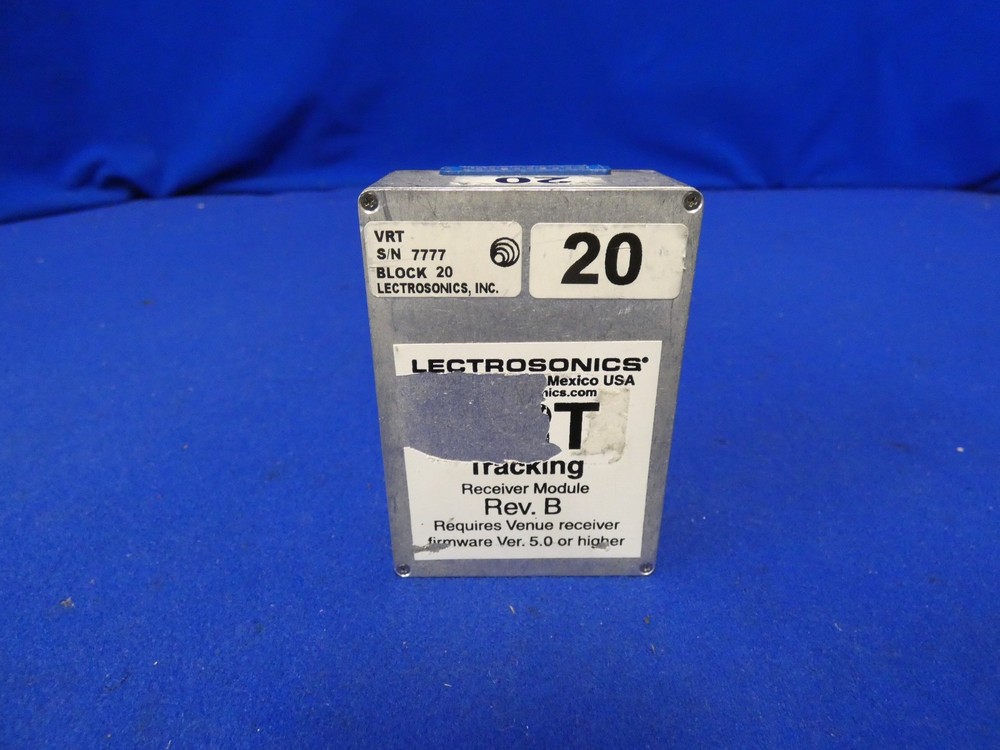 20
VRT
S/N 7777
BLOCK 20
LECTROSONICS, INC.
20
LECTROSONICS®
Mexico USA
nics.com
T
Tracking
Receiver Module
Rev. B
Requires Venue receiver
firmware Ver. 5.0 or higher